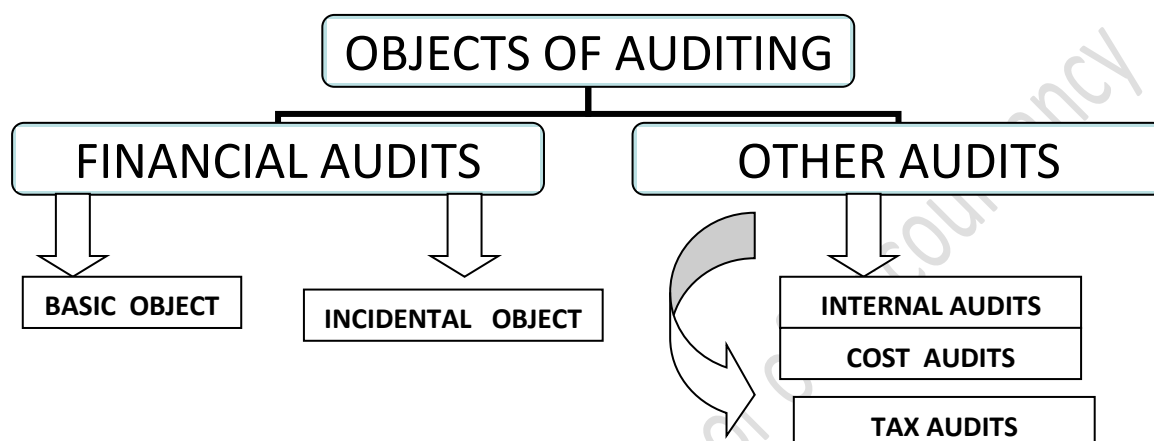 OBJECTS OF AUDITING
FINANCIAL AUDITS
OTHER AUDITS
BASIC OBJECT
INCIDENTAL OBJECT
INTERNAL AUDITS
COST AUDITS
TAX AUDITS